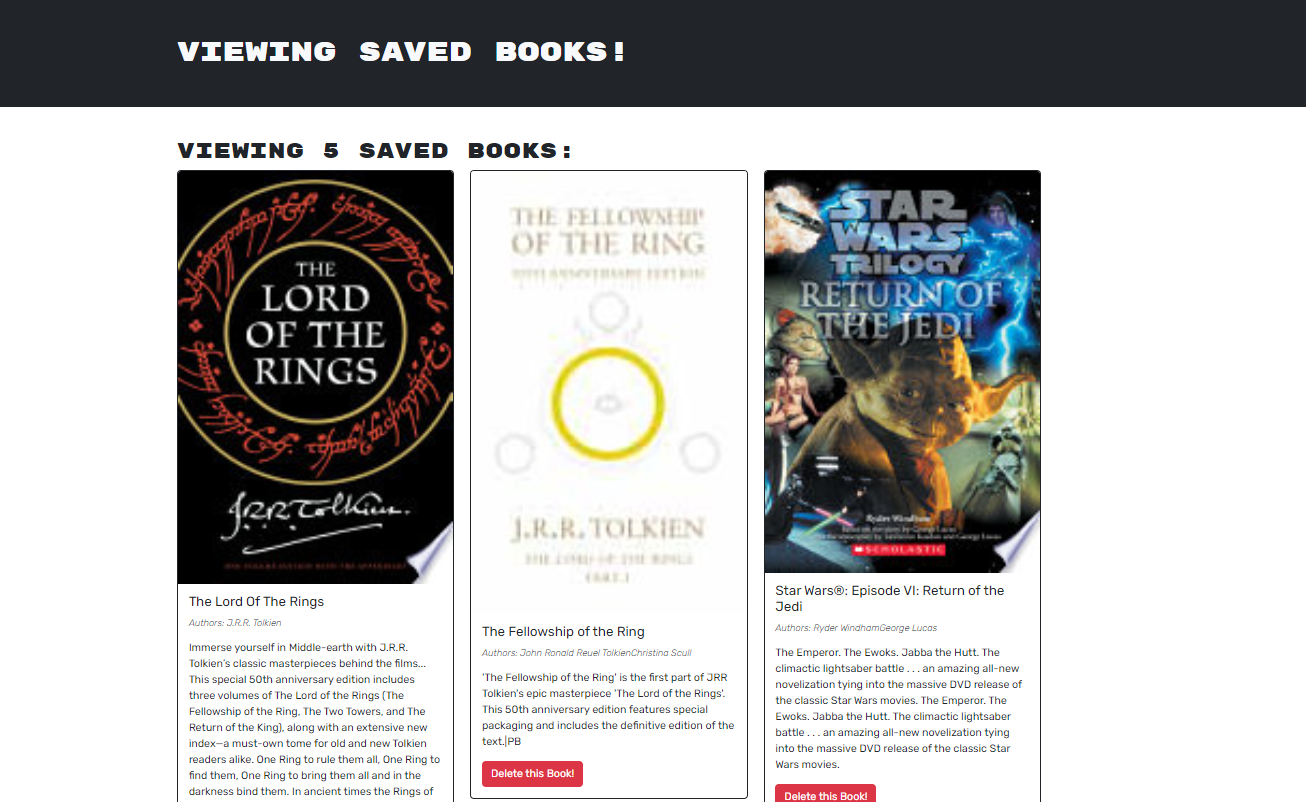 VIEWING SAVED BOOKS!
VIEWING 5 SAVED BOOKS:
THE
LORD
OF THE
RINGS
J.R.R. Tolkien.
The Lord Of The Rings
Authors: J.R.R. Tolkien
Immerse yourself in Middle-earth with J.R.R.
Tolkien's classic masterpieces behind the films...
This special 50th anniversary edition includes
three volumes of The Lord of the Rings (The
Fellowship of the Ring, The Two Towers, and The
Return of the King), along with an extensive new
index—a must-own tome for old and new Tolkien
readers alike. One Ring to rule them all, One Ring to
find them, One Ring to bring them all and in the
darkness bind them. In ancient times the Rings of
THE FELLOWSHIP
OF THE RING
50TH ANNIVERSARY EDITION
J.R.R. TOLKIEN
THE LORD OF THE RINGS
PART 1
The Fellowship of the Ring
Authors: John Ronald Reuel TolkienChristina Scull
'The Fellowship of the Ring' is the first part of JRR
Tolkien's epic masterpiece 'The Lord of the Rings'.
This 50th anniversary edition features special
packaging and includes the definitive edition of the
text.|PB
Delete this Book!
STAR
WARS
TRILOGY
RETURN OF
THE JEDI
Ryder Windham
SCHOLASTIC
Star Wars®: Episode VI: Return of the
Jedi
Authors: Ryder WindhamGeorge Lucas
The Emperor. The Ewoks. Jabba the Hutt. The
climactic lightsaber battle . . . an amazing all-new
novelization tying into the massive DVD release of
the classic Star Wars movies. The Emperor. The
Ewoks. Jabba the Hutt. The climactic lightsaber
battle . . . an amazing all-new novelization tying
into the massive DVD release of the classic Star
Wars movies.
Delete this Book!